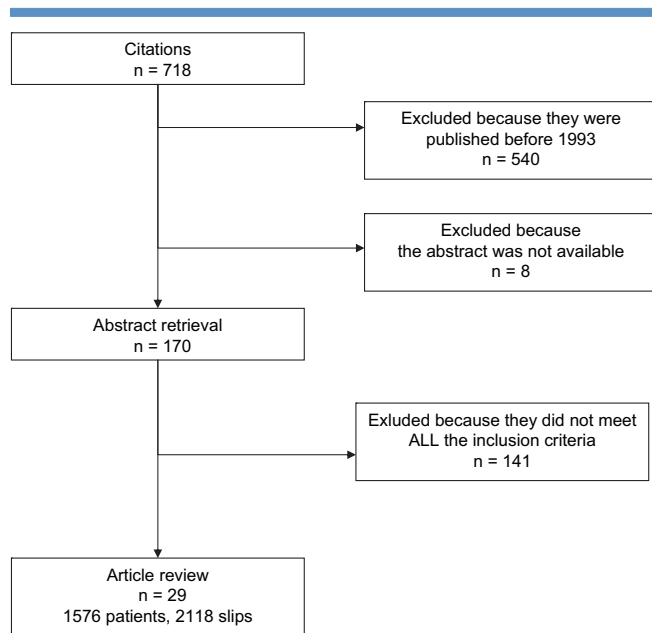 Citations
n = 718
Excluded because they were
published before 1993
n = 540
Excluded because
the abstract was not available
n = 8
Abstract retrieval
n = 170
Exluded because they did not meet
ALL the inclusion criteria
n = 141
Article review
n = 29
1576 patients, 2118 slips